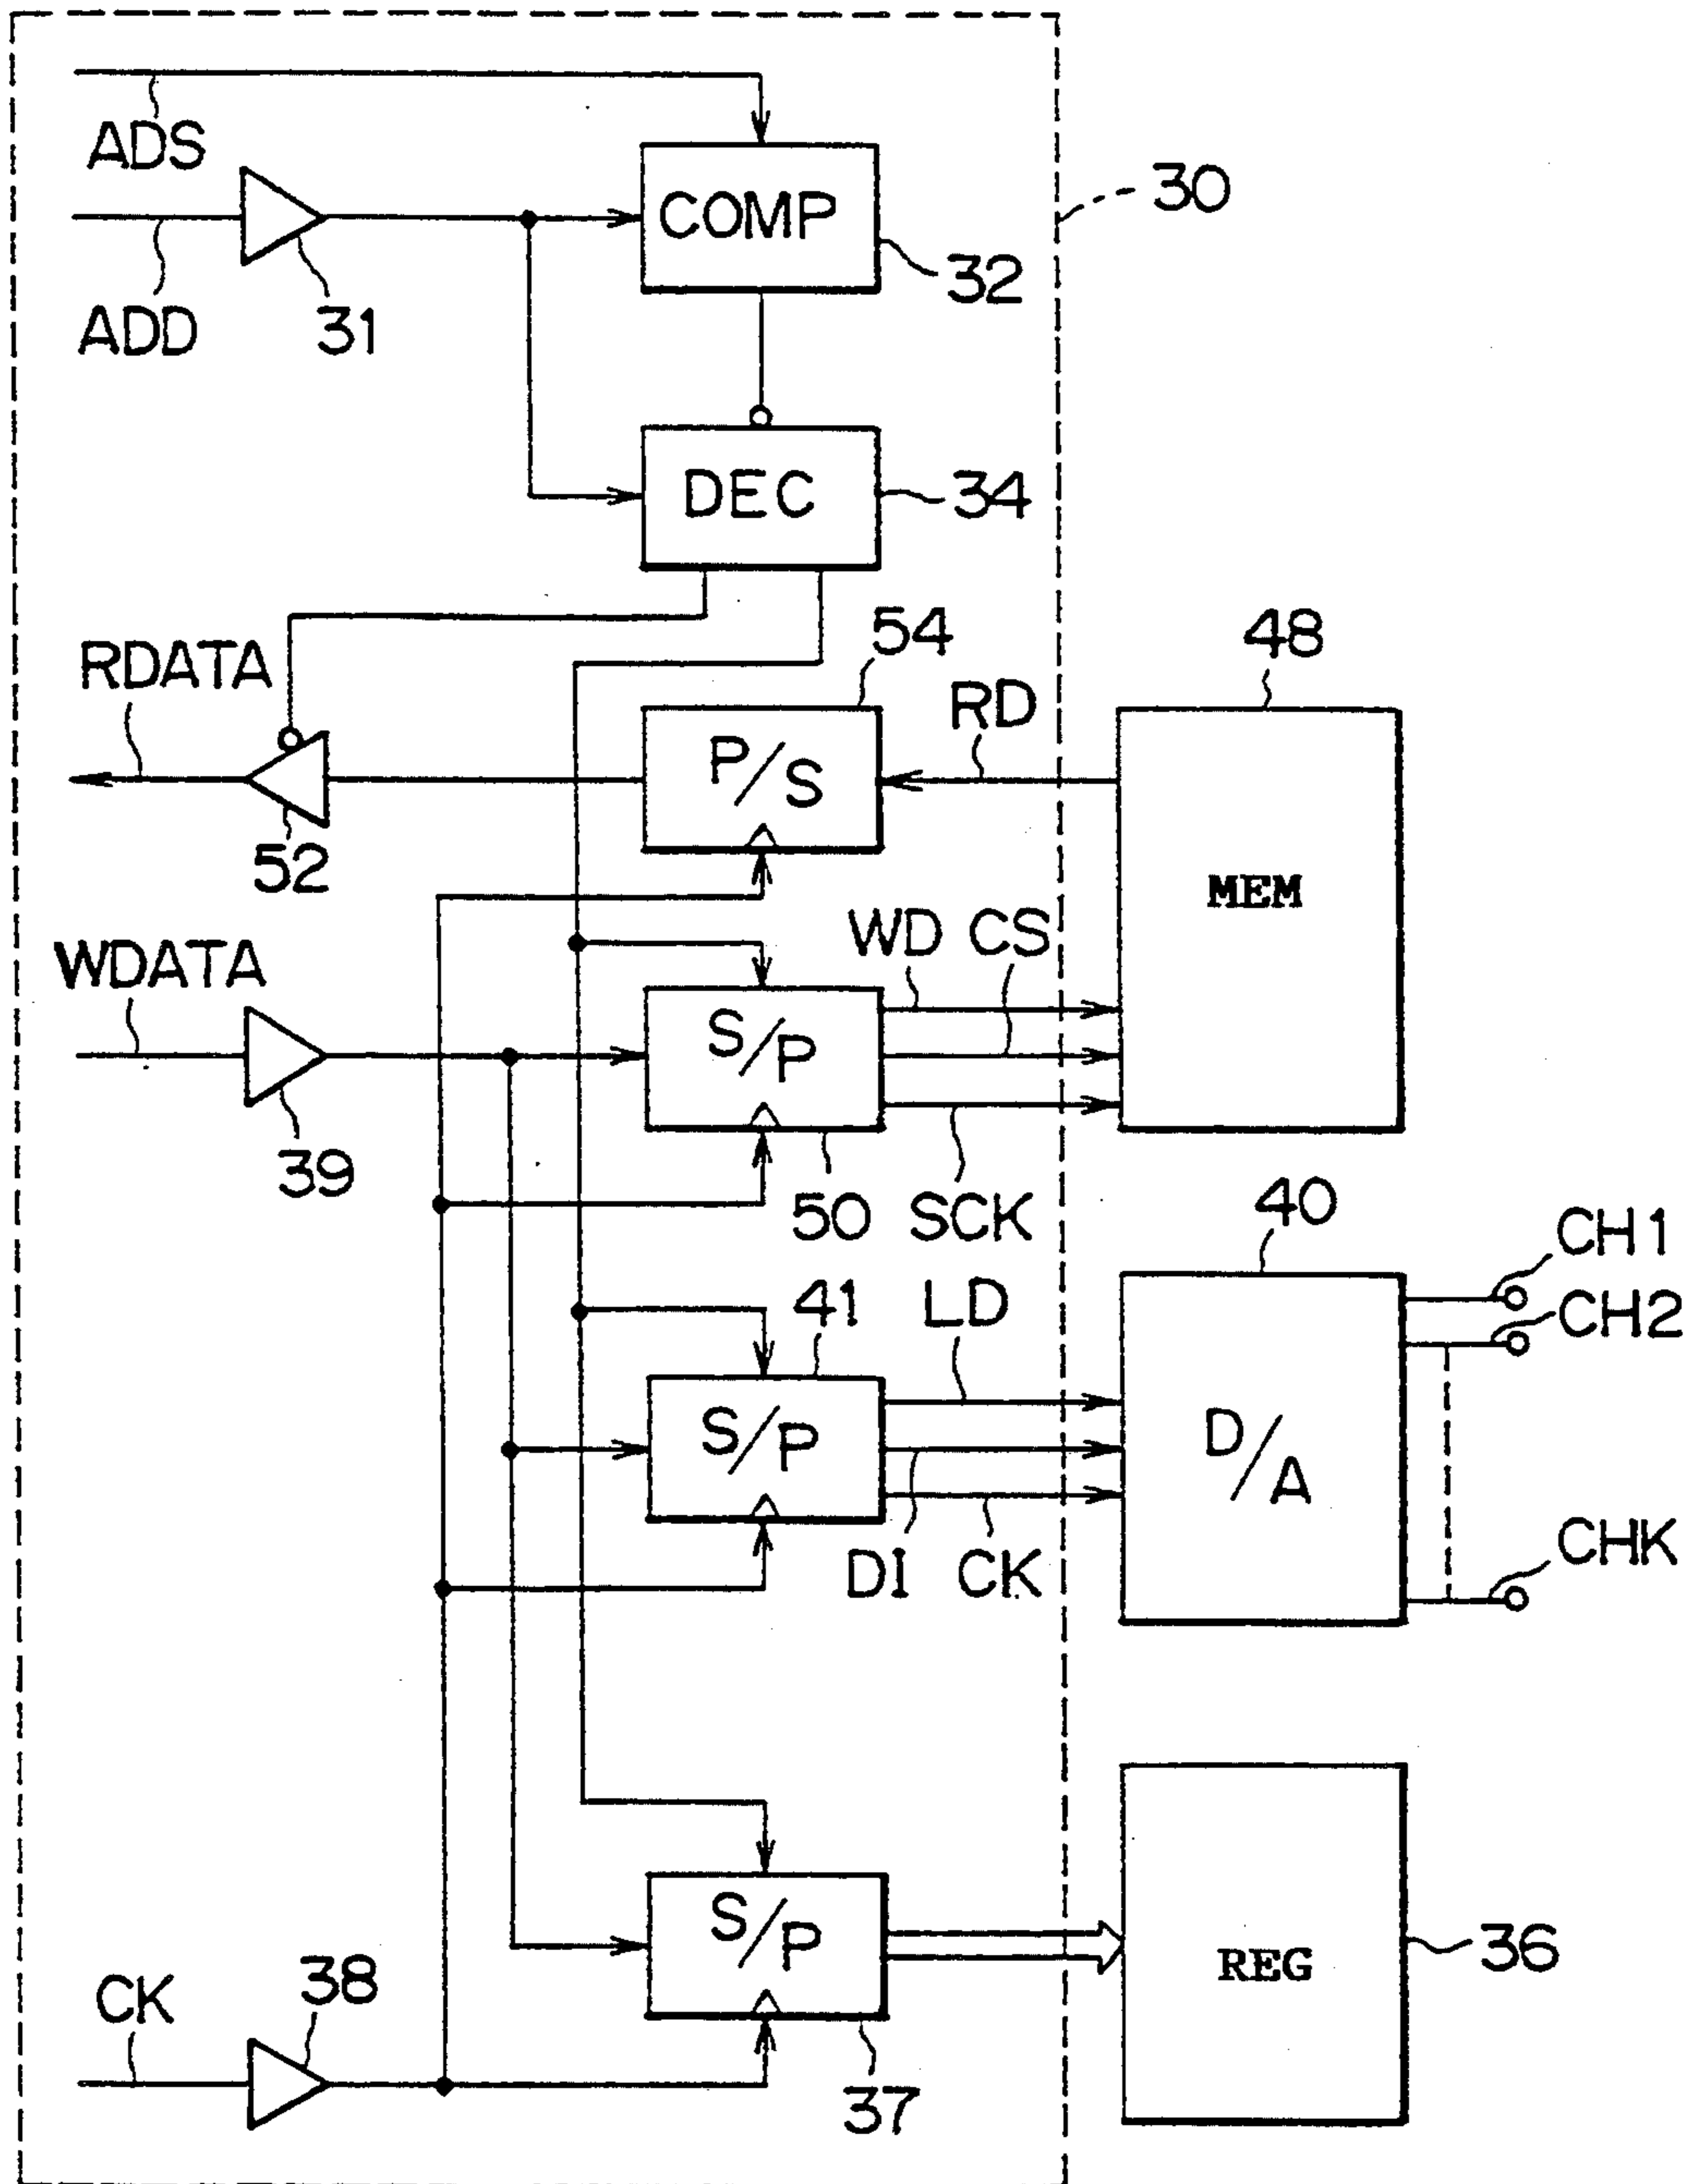 ADS
COMP
30
32
ADD
31
DEC
34
RDATA
54
48
RD
P/S
52
MEM
WDATA
WD CS
S/P
39
50 SCK
40
CH1
41 LD
CH2
S/P
D/A
DI CK
CHK
S/P
REG
36
CK
38
37